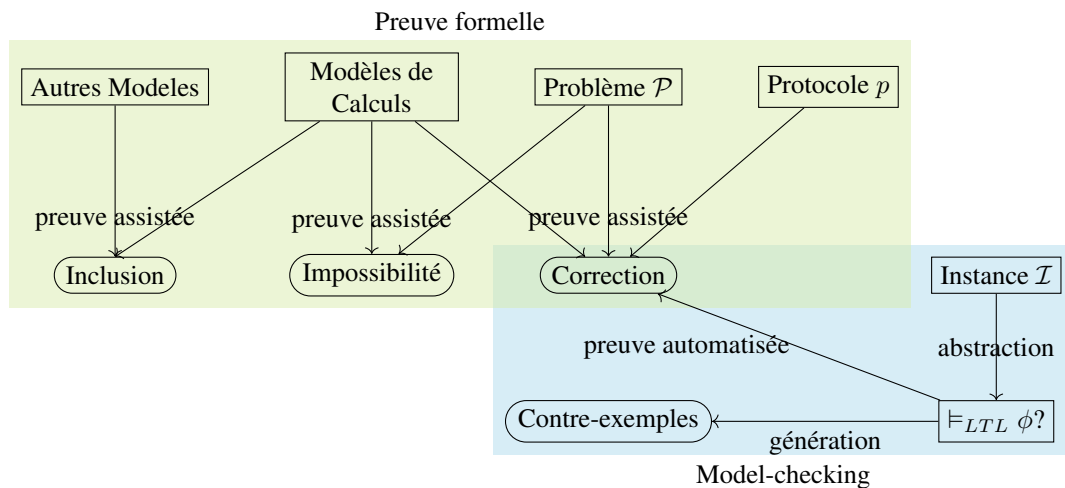 Preuve formelle
Autres Modeles
Modèles de
Calculs
Problème 𝒫
Protocole p
preuve assistée
preuve assistée
preuve assistée
Inclusion
Impossibilité
Correction
Instance ℐ
preuve automatisée
abstraction
Contre-exemples
⊨LTL ϕ?
génération
Model-checking